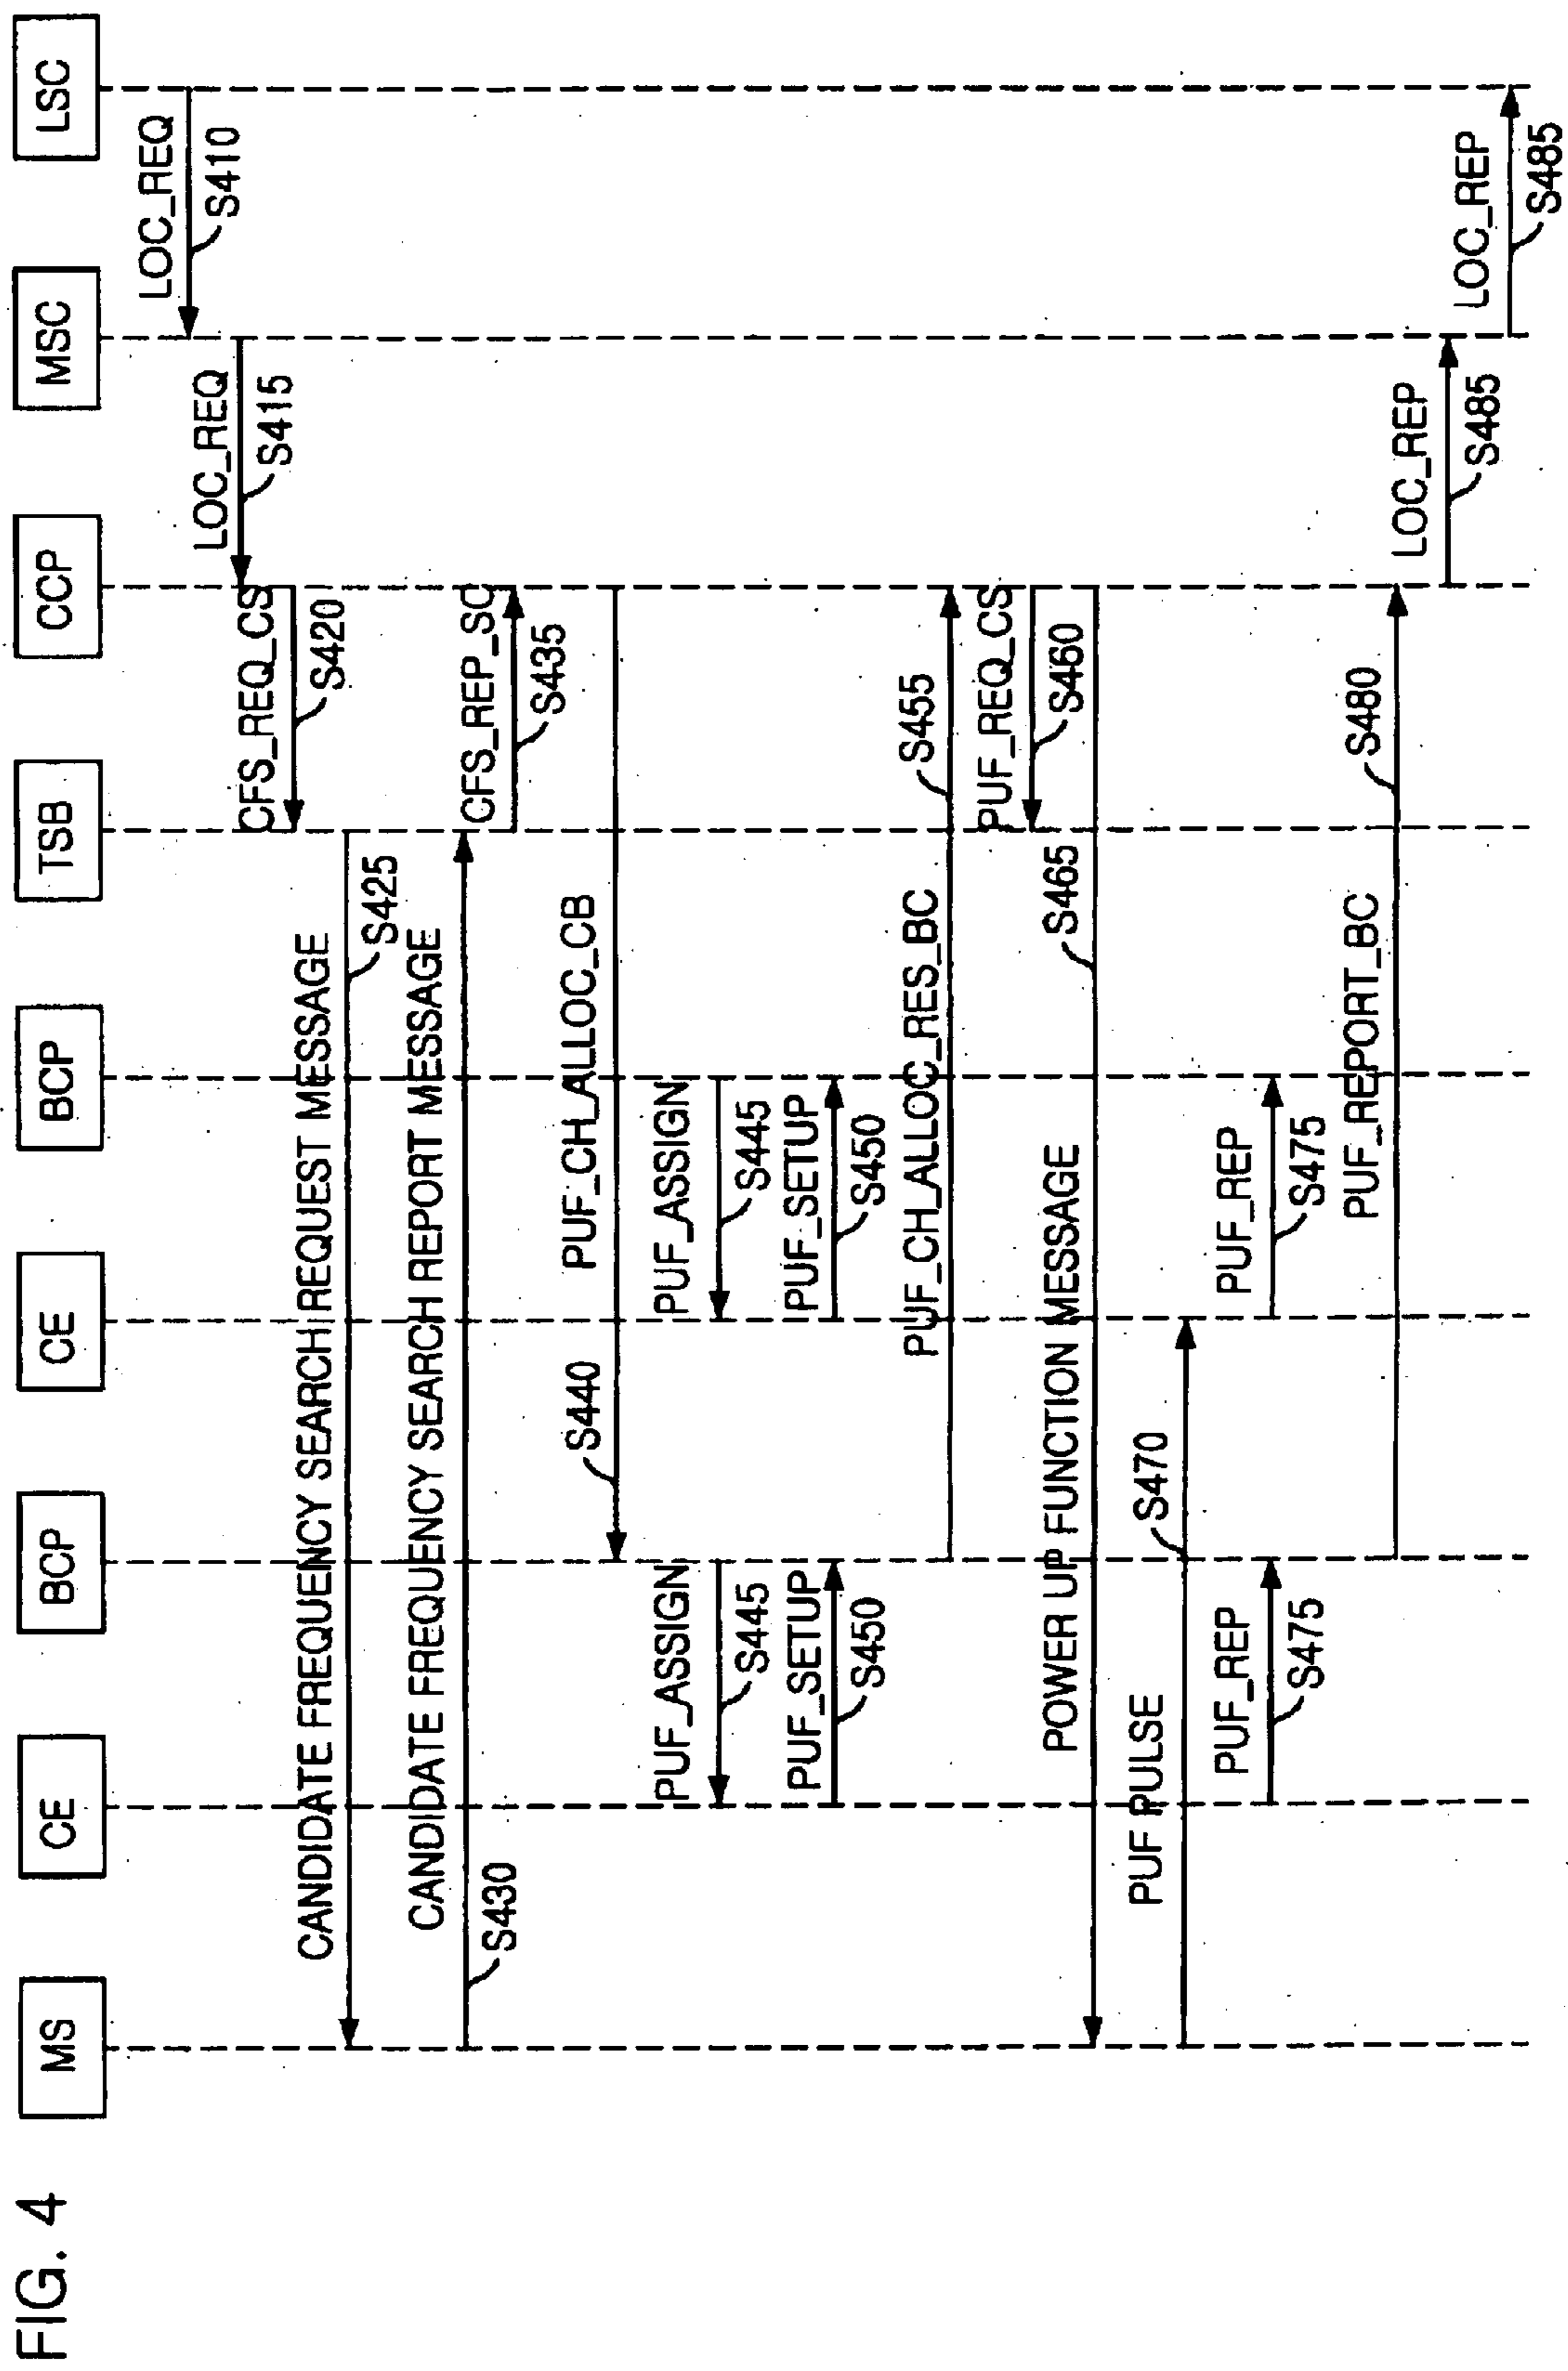 FIG. 4
MS
CE
BCP
CE
BCP
TSB
CCP
MSC
LSC
LOC_REQ
S410
LOC_REQ
S415
CFS_REQ_CS
S420
CANDIDATE FREQUENCY SEARCH REQUEST MESSAGE
S425
CANDIDATE FREQUENCY SEARCH REPORT MESSAGE
S430
CFS_REP_SC
S435
PUF_CH_ALLOC_CB
S440
PUF_ASSIGN
S445
PUF_ASSIGN
S445
PUF_SETUP
S450
PUF_SETUP
S450
PUF_CH_ALLOC_RES_BC
S455
PUF_REQ_CS
S460
POWER UP FUNCTION MESSAGE
S465
PUF PULSE
S470
PUF_REP
S475
PUF_REP
S475
PUF_REPORT_BC
S480
LOC_REP
S485
LOC_REP
S485